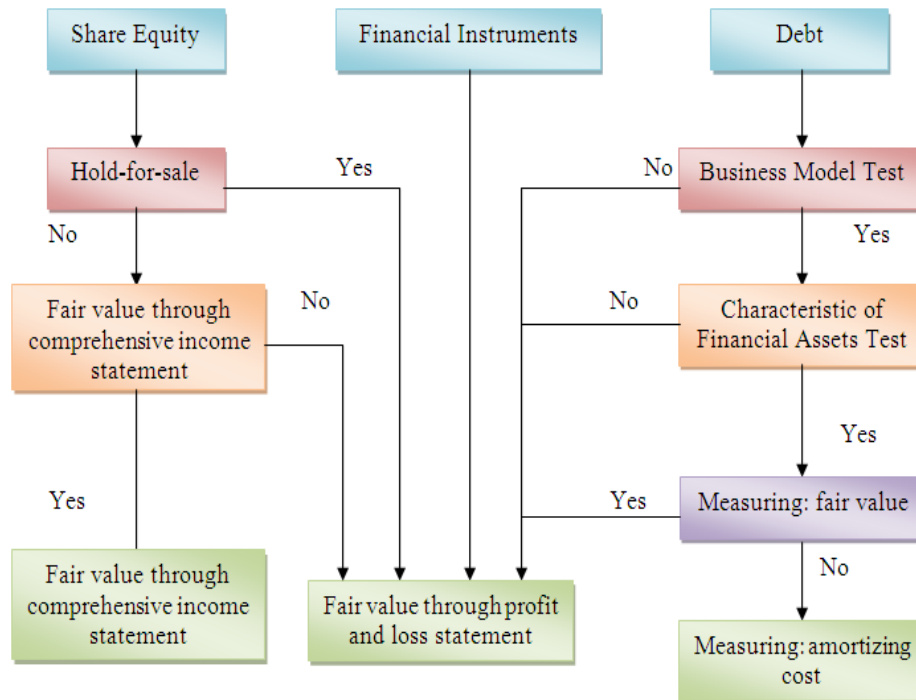 Share Equity
Financial Instruments
Debt
Hold-for-sale
Yes
No
Business Model Test
No
Yes
Fair value through
comprehensive income
statement
No
No
Characteristic of
Financial Assets Test
Yes
Yes
Yes
Measuring: fair value
Fair value through
comprehensive income
statement
Fair value through profit
and loss statement
No
Measuring: amortizing
cost